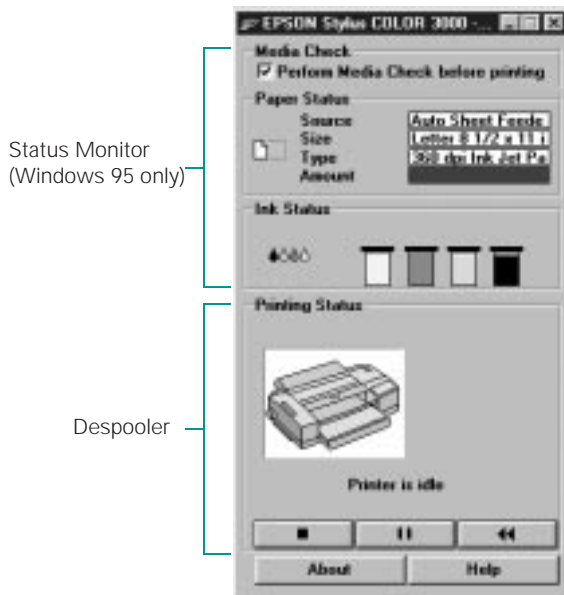 EPSON Stylus COLOR 3000 -...
Media Check
Perform Media Check before printing
Paper Status
Source Auto Sheet Feede
Size Letter 8 1/2 x 11 i
Type 360 dpi Ink Jet Pa
Amount
Status Monitor
(Windows 95 only)
Ink Status
Printing Status
Despooler
Printer is idle
About Help